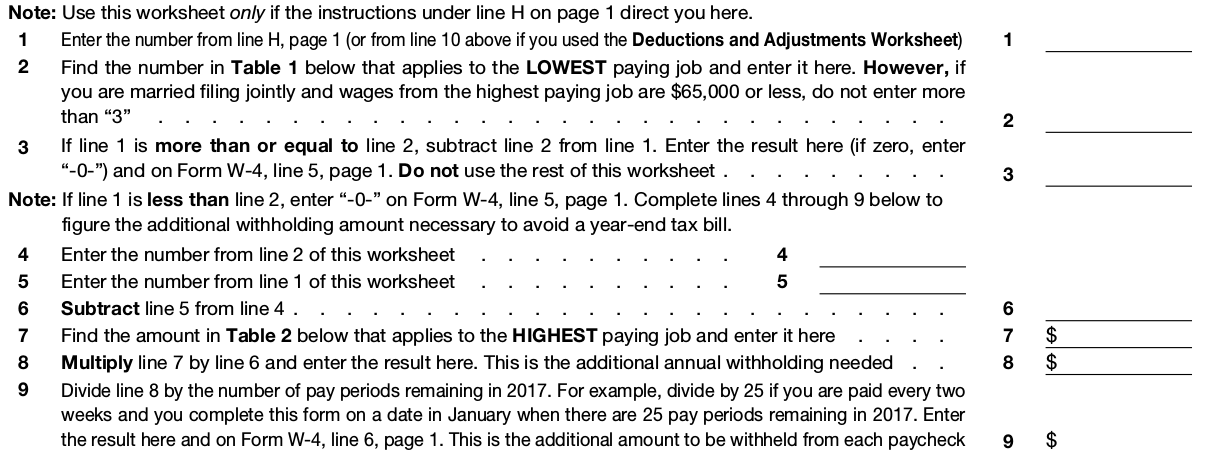 Note: Use this worksheet only if the instructions under line H on page 1 direct you here.
1 Enter the number from line H, page 1 (or from line 10 above if you used the Deductions and Adjustments Worksheet) 1
2 Find the number in Table 1 below that applies to the LOWEST paying job and enter it here. However, if
you are married filing jointly and wages from the highest paying job are $65,000 or less, do not enter more
than “3” . . . . . . . . . . . . . . . . . . . . . . . . . . . . . . 2
3 If line 1 is more than or equal to line 2, subtract line 2 from line 1. Enter the result here (if zero, enter
“-0-”) and on Form W-4, line 5, page 1. Do not use the rest of this worksheet . . . . . . . . . 3
Note: If line 1 is less than line 2, enter “-0-” on Form W-4, line 5, page 1. Complete lines 4 through 9 below to
figure the additional withholding amount necessary to avoid a year-end tax bill.
4 Enter the number from line 2 of this worksheet . . . . . . . . . . 4
5 Enter the number from line 1 of this worksheet . . . . . . . . . . 5
6 Subtract line 5 from line 4 . . . . . . . . . . . . . . . . . . . . . . . . . 6
7 Find the amount in Table 2 below that applies to the HIGHEST paying job and enter it here . . . . 7 $
8 Multiply line 7 by line 6 and enter the result here. This is the additional annual withholding needed . . 8 $
9 Divide line 8 by the number of pay periods remaining in 2017. For example, divide by 25 if you are paid every two
weeks and you complete this form on a date in January when there are 25 pay periods remaining in 2017. Enter
the result here and on Form W-4, line 6, page 1. This is the additional amount to be withheld from each paycheck 9 $